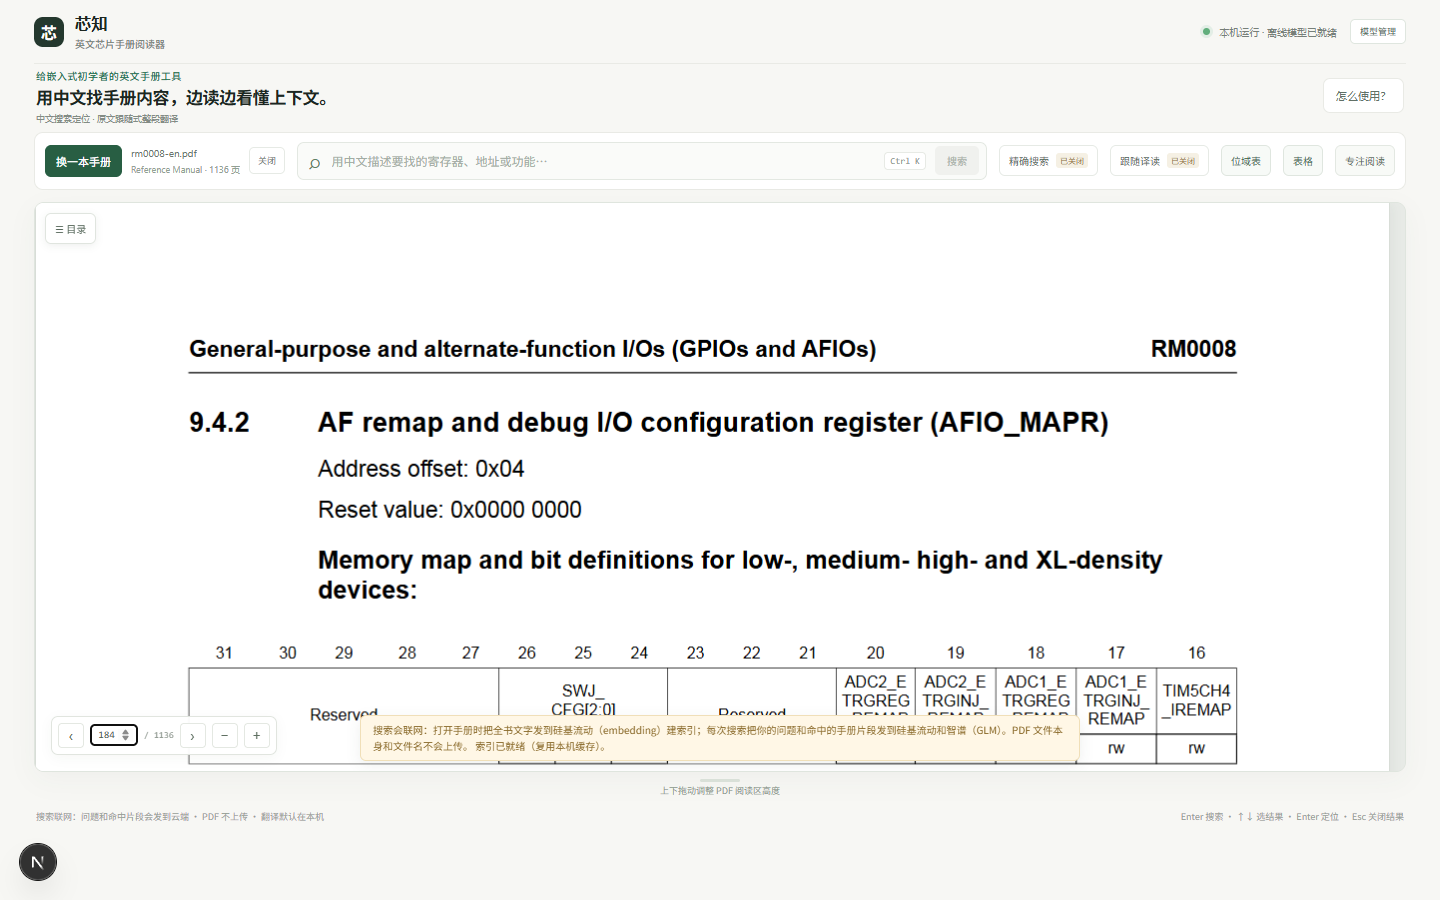 芯
芯知
英文芯片手册阅读器
本机运行 · 离线模型已就绪
模型管理
给嵌入式初学者的英文手册工具
用中文找手册内容，边读边看懂上下文。
中文搜索定位 · 原文跟随式整段翻译
怎么使用？
换一本手册
rm0008-en.pdf
Reference Manual · 1136 页
关闭
用中文描述要找的寄存器、地址或功能…
Ctrl K
搜索
精确搜索 已关闭
跟随译读 已关闭
位域表
表格
专注阅读
☰ 目录
General-purpose and alternate-function I/Os (GPIOs and AFIOs) RM0008
9.4.2 AF remap and debug I/O configuration register (AFIO_MAPR)
Address offset: 0x04
Reset value: 0x0000 0000
Memory map and bit definitions for low-, medium- high- and XL-density
devices:
31 30 29 28 27 26 25 24 23 22 21 20 19 18 17 16
Reserved
SWJ_
CFG[2:0]
Reserved
ADC2_E
TRGREG
_REMAP
ADC2_E
TRGINJ_
REMAP
ADC1_E
TRGREG
_REMAP
ADC1_E
TRGINJ_
REMAP
TIM5CH4
_IREMAP
rw rw
‹ 184 / 1136 › − +
搜索会联网：打开手册时把全书文字发到硅基流动（embedding）建索引；每次搜索把你的问题和命中的手册片段发到硅基流动和智谱（GLM）。PDF 文件本
身和文件名不会上传。 索引已就绪（复用本机缓存）。
上下拖动调整 PDF 阅读区高度
搜索联网：问题和命中片段会发到云端 · PDF 不上传 · 翻译默认在本机
Enter 搜索 · ↑↓ 选结果 · Enter 定位 · Esc 关闭结果
N